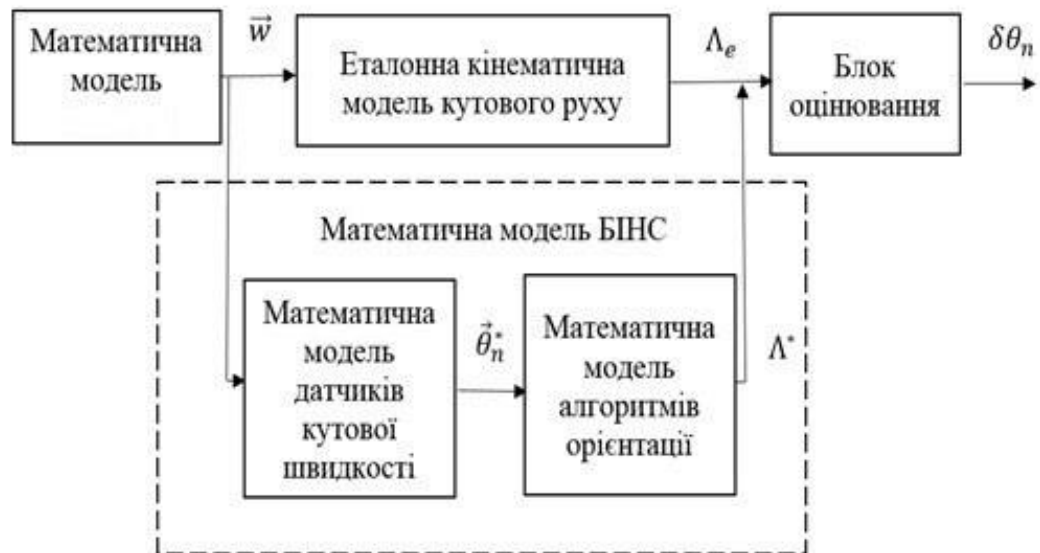 Математична
модель
w⃗
Еталонна кінематична
модель кутового руху
Λₑ
Блок
оцінювання
δθₙ
Математична модель БІНС
Математична
модель
датчиків
кутової
швидкості
θ⃗ₙ*
Математична
модель
алгоритмів
орієнтації
Λ*